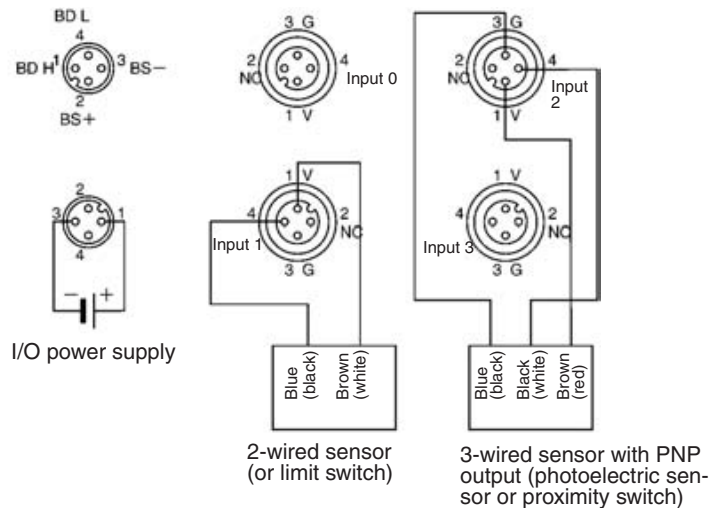 BD L
4
BD H 1
3 BS−
2
BS+
3 G
2
NC
4
Input 0
1 V
3 G
2
NC
4
Input
2
1 V
2
3
1
4
− +
I/O power supply
1 V
4
2
NC
Input 1
3 G
1 V
4
2
NC
Input 3
3 G
Blue
(black)
Brown
(white)
2-wired sensor
(or limit switch)
Blue
(black)
Black
(white)
Brown
(red)
3-wired sensor with PNP
output (photoelectric sen-
sor or proximity switch)